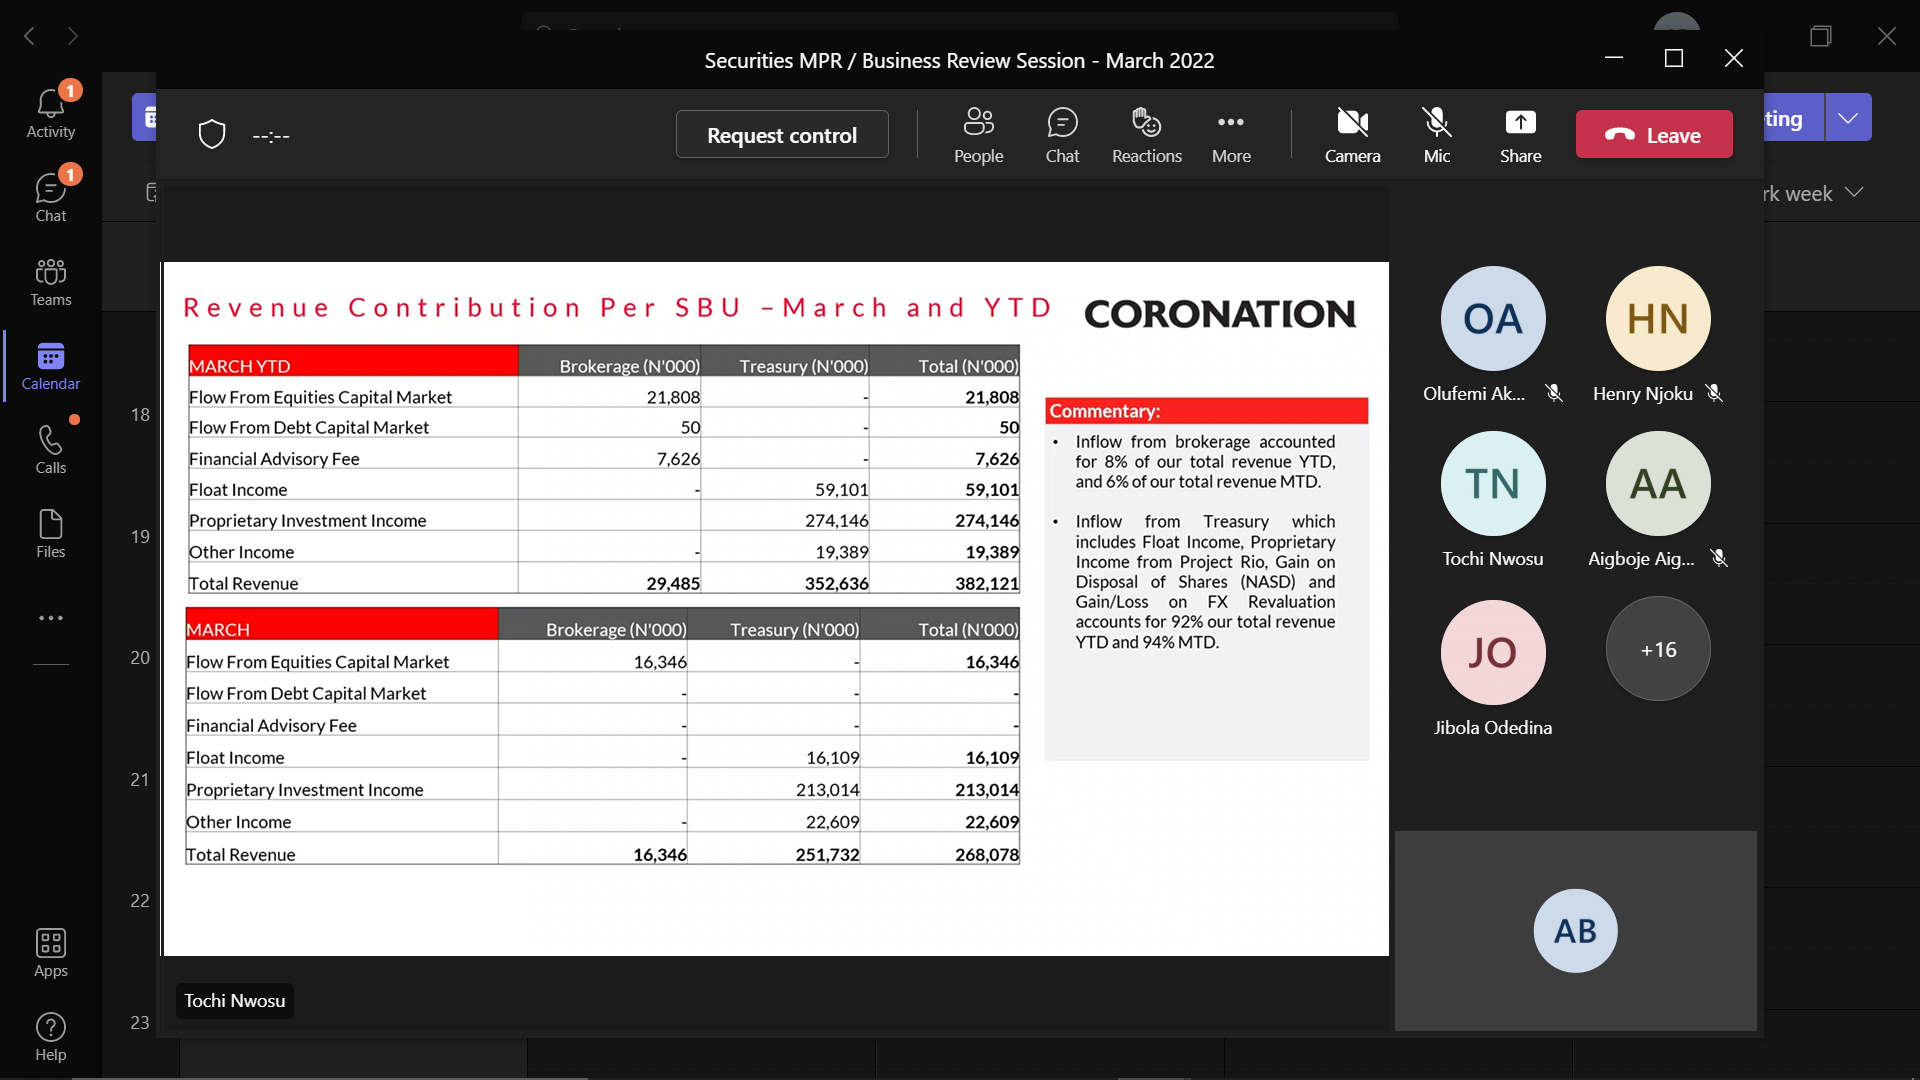 Securities MPR / Business Review Session - March 2022
1
Activity
1
Chat
Teams
Calendar
Calls
Files
Apps
Help
--:--
Request control
People
Chat
Reactions
More
Camera
Mic
Share
Leave
ting
rk week
18
19
20
21
22
23
Revenue Contribution Per SBU –March and YTD
CORONATION
MARCH YTD Brokerage (N'000) Treasury (N'000) Total (N'000)
Flow From Equities Capital Market 21,808 - 21,808
Flow From Debt Capital Market 50 - 50
Financial Advisory Fee 7,626 - 7,626
Float Income - 59,101 59,101
Proprietary Investment Income 274,146 274,146
Other Income - 19,389 19,389
Total Revenue 29,485 352,636 382,121
MARCH Brokerage (N'000) Treasury (N'000) Total (N'000)
Flow From Equities Capital Market 16,346 - 16,346
Flow From Debt Capital Market - - -
Financial Advisory Fee - - -
Float Income - 16,109 16,109
Proprietary Investment Income 213,014 213,014
Other Income - 22,609 22,609
Total Revenue 16,346 251,732 268,078
Commentary:
• Inflow from brokerage accounted
for 8% of our total revenue YTD,
and 6% of our total revenue MTD.
• Inflow from Treasury which
includes Float Income, Proprietary
Income from Project Rio, Gain on
Disposal of Shares (NASD) and
Gain/Loss on FX Revaluation
accounts for 92% our total revenue
YTD and 94% MTD.
OA
Olufemi Ak...
HN
Henry Njoku
TN
Tochi Nwosu
AA
Aigboje Aig...
JO
Jibola Odedina
+16
AB
Tochi Nwosu